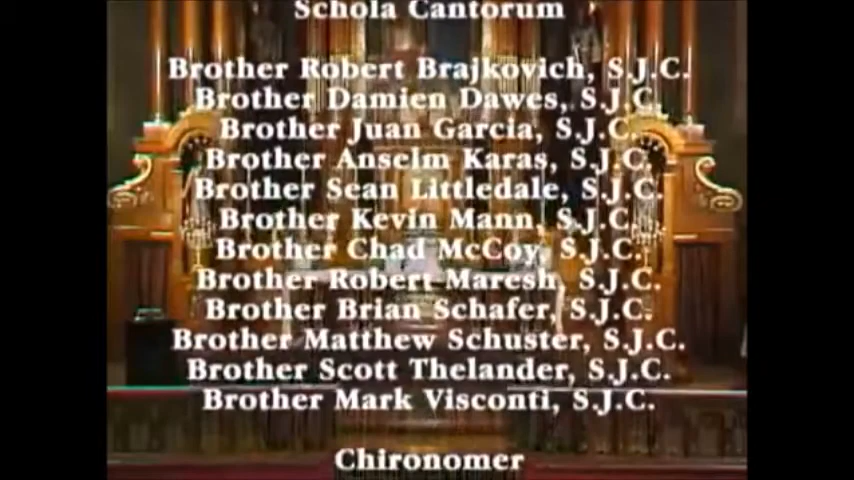 Schola Cantorum
Brother Robert Brajkovich, S.J.C.
Brother Damien Dawes, S.J.C.
Brother Juan Garcia, S.J.C.
Brother Anselm Karas, S.J.C.
Brother Sean Littledale, S.J.C.
Brother Kevin Mann, S.J.C.
Brother Chad McCoy, S.J.C.
Brother Robert Maresh, S.J.C.
Brother Brian Schafer, S.J.C.
Brother Matthew Schuster, S.J.C.
Brother Scott Thelander, S.J.C.
Brother Mark Visconti, S.J.C.
Chironomer